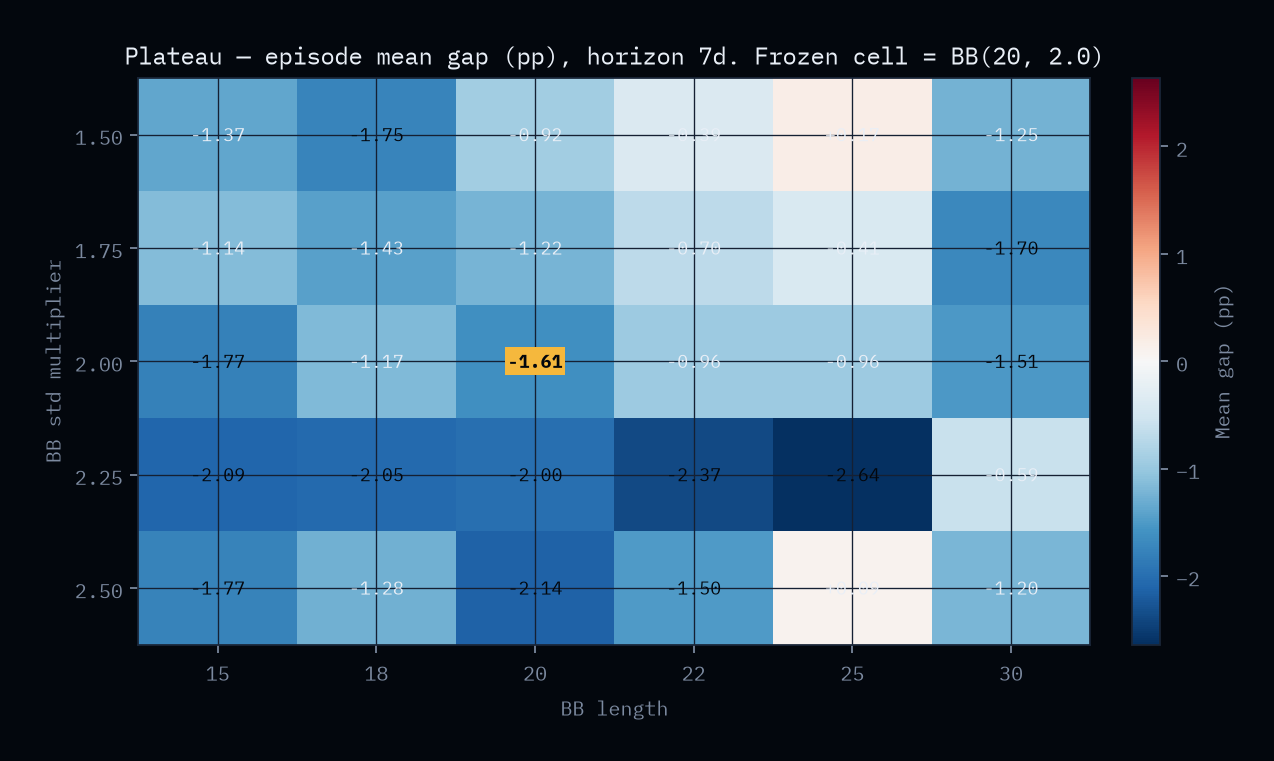 Plateau — episode mean gap (pp), horizon 7d. Frozen cell = BB(20, 2.0)
1.50 -1.37 -1.75 -0.92 -1.25 2
1.75 -1.14 -1.43 -1.22 -0.70 -0.41 -1.70 1
2.00 -1.77 -1.17 -1.61 -0.96 -0.96 -1.51 0
2.25 -2.09 -2.05 -2.00 -2.37 -2.64 -0.59 −1
2.50 -1.77 -1.28 -2.14 -1.50 -1.20 −2
15 18 20 22 25 30
BB length
BB std multiplier
Mean gap (pp)